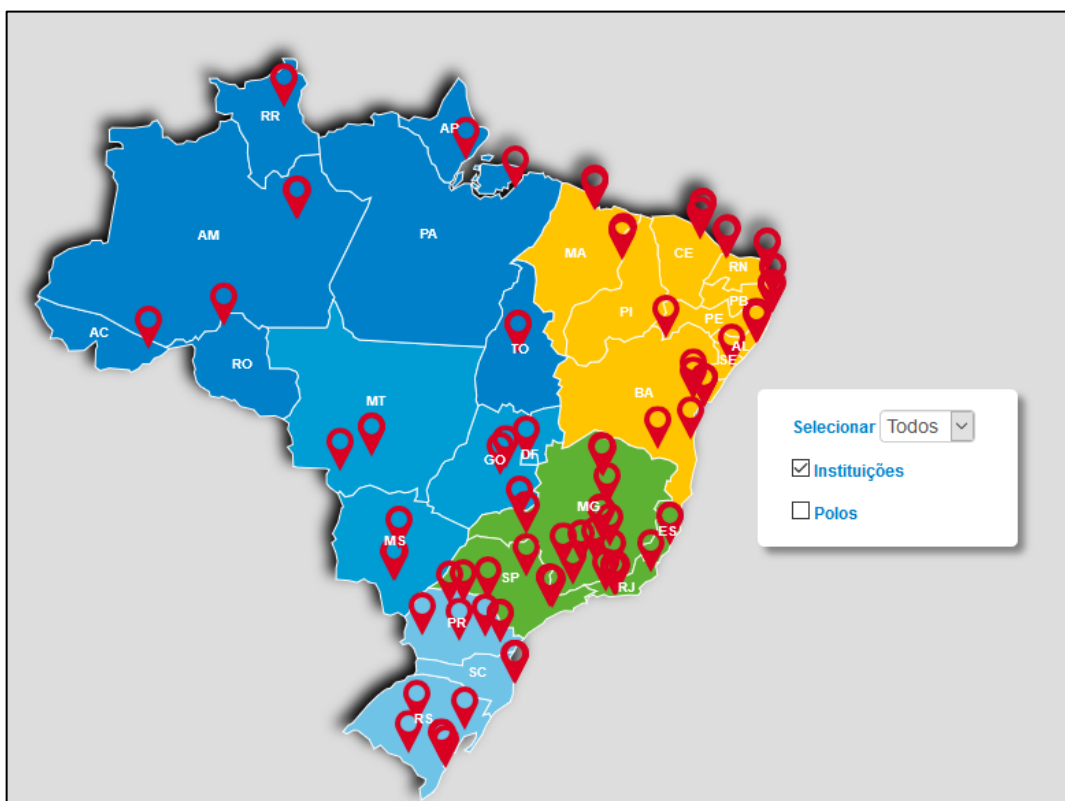 RR
AP
AM
PA
MA
CE
RN
PB
PI
PE
AC
AL
TO
SE
RO
BA
MT
Selecionar Todos
GO
DF
Instituições
MG
Polos
ES
MS
SP
RJ
PR
SC
RS